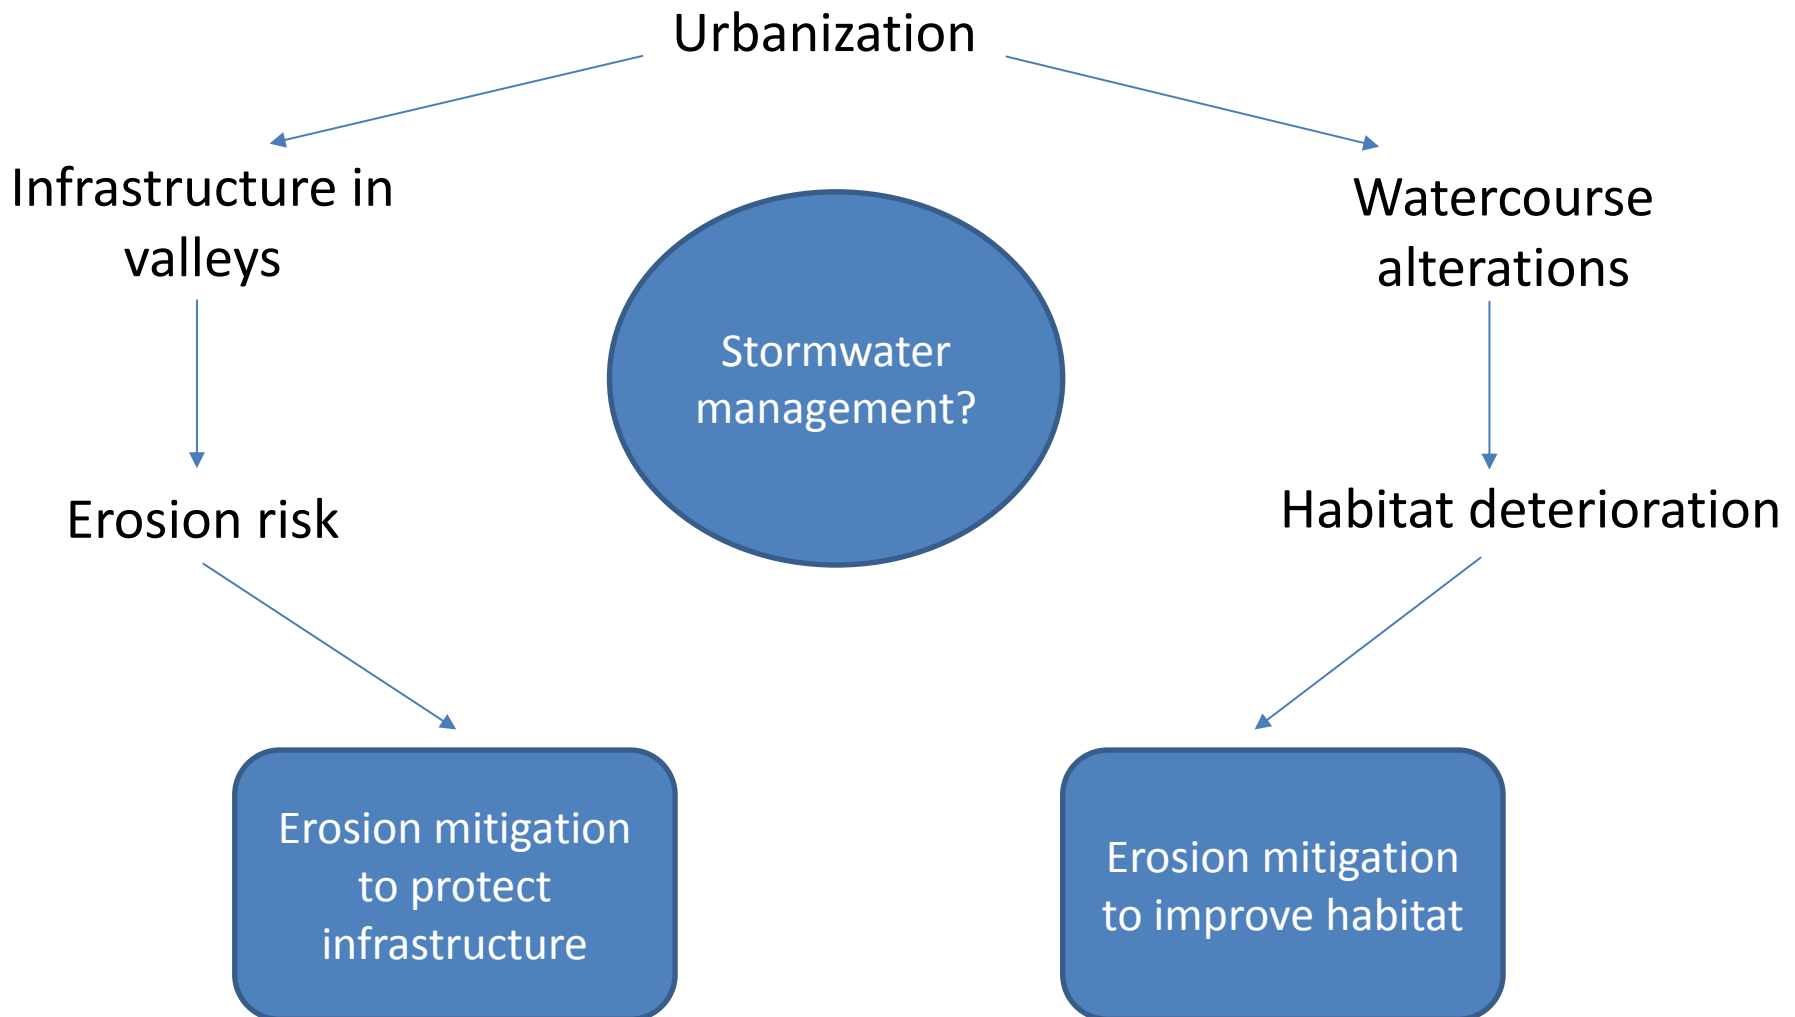 Urbanization
Infrastructure in
valleys
Watercourse
alterations
Stormwater
management?
Erosion risk
Habitat deterioration
Erosion mitigation
to protect
infrastructure
Erosion mitigation
to improve habitat